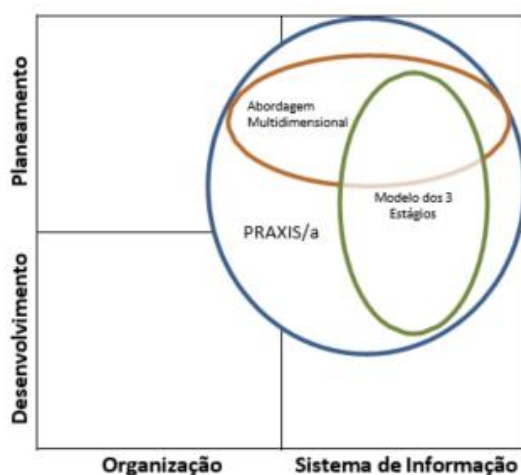 Planeamento
Abordagem
Multidimensional
Modelo dos 3
Estágios
PRAXIS/a
Desenvolvimento
Organização
Sistema de Informação